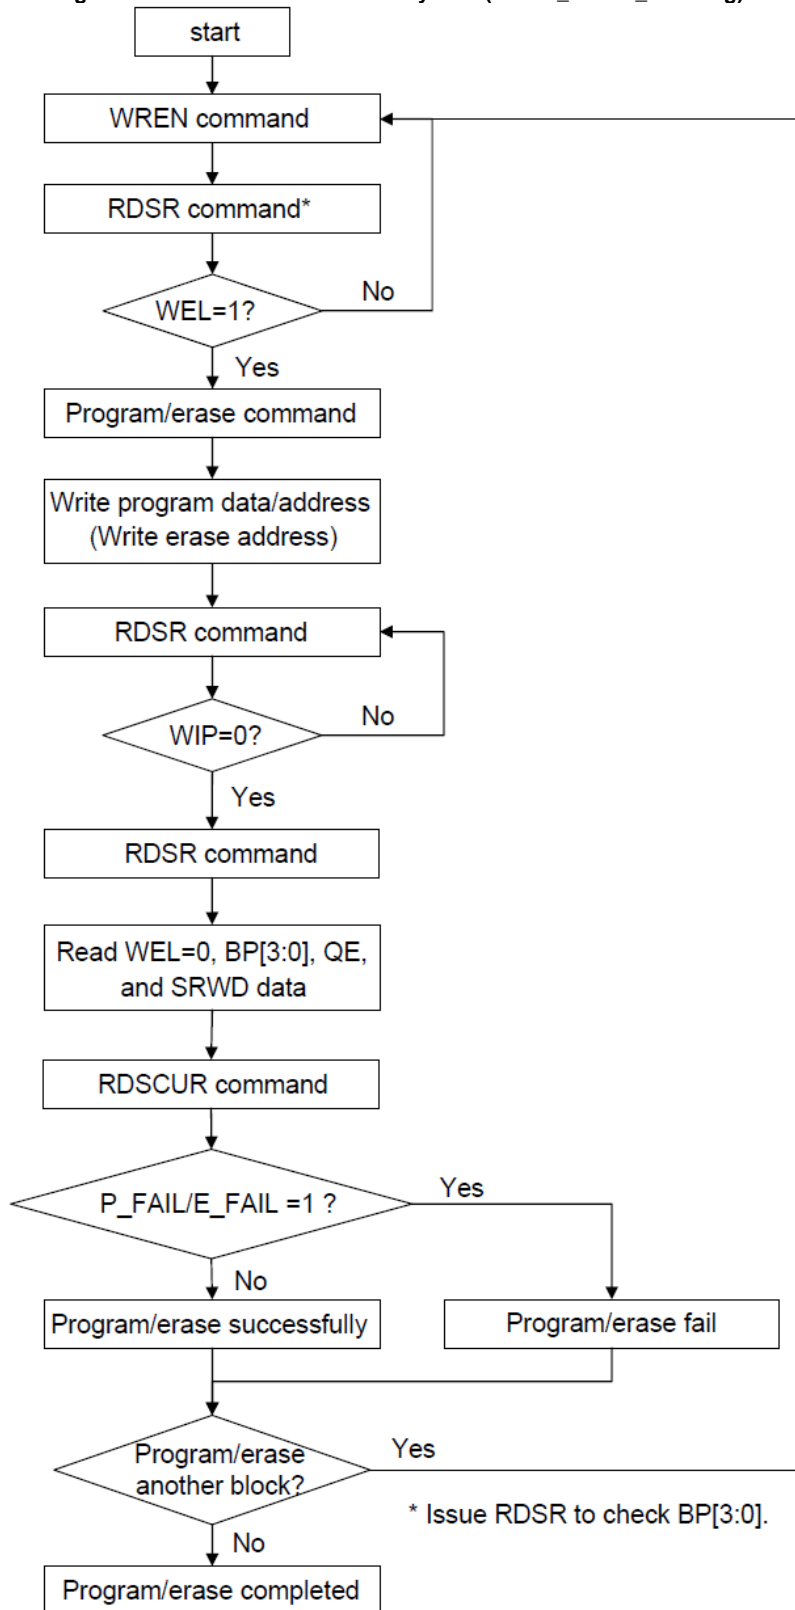 start
WREN command
RDSR command*
WEL=1?
No
Yes
Program/erase command
Write program data/address
(Write erase address)
RDSR command
WIP=0?
No
Yes
RDSR command
Read WEL=0, BP[3:0], QE,
and SRWD data
RDSCUR command
P_FAIL/E_FAIL =1 ?
Yes
No
Program/erase successfully
Program/erase fail
Program/erase
another block?
Yes
* Issue RDSR to check BP[3:0].
No
Program/erase completed